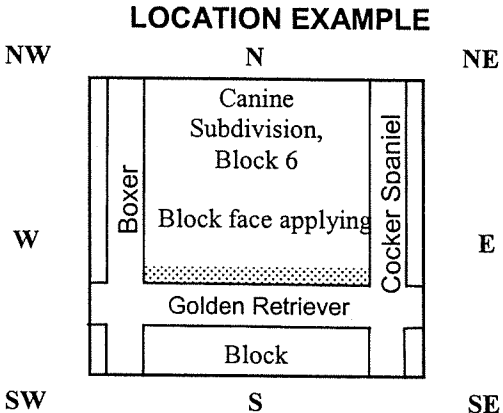 LOCATION EXAMPLE
NW N NE
Canine
Subdivision,
Block 6
Boxer
Cocker Spaniel
Block face applying
W E
Golden Retriever
Block
SW S SE